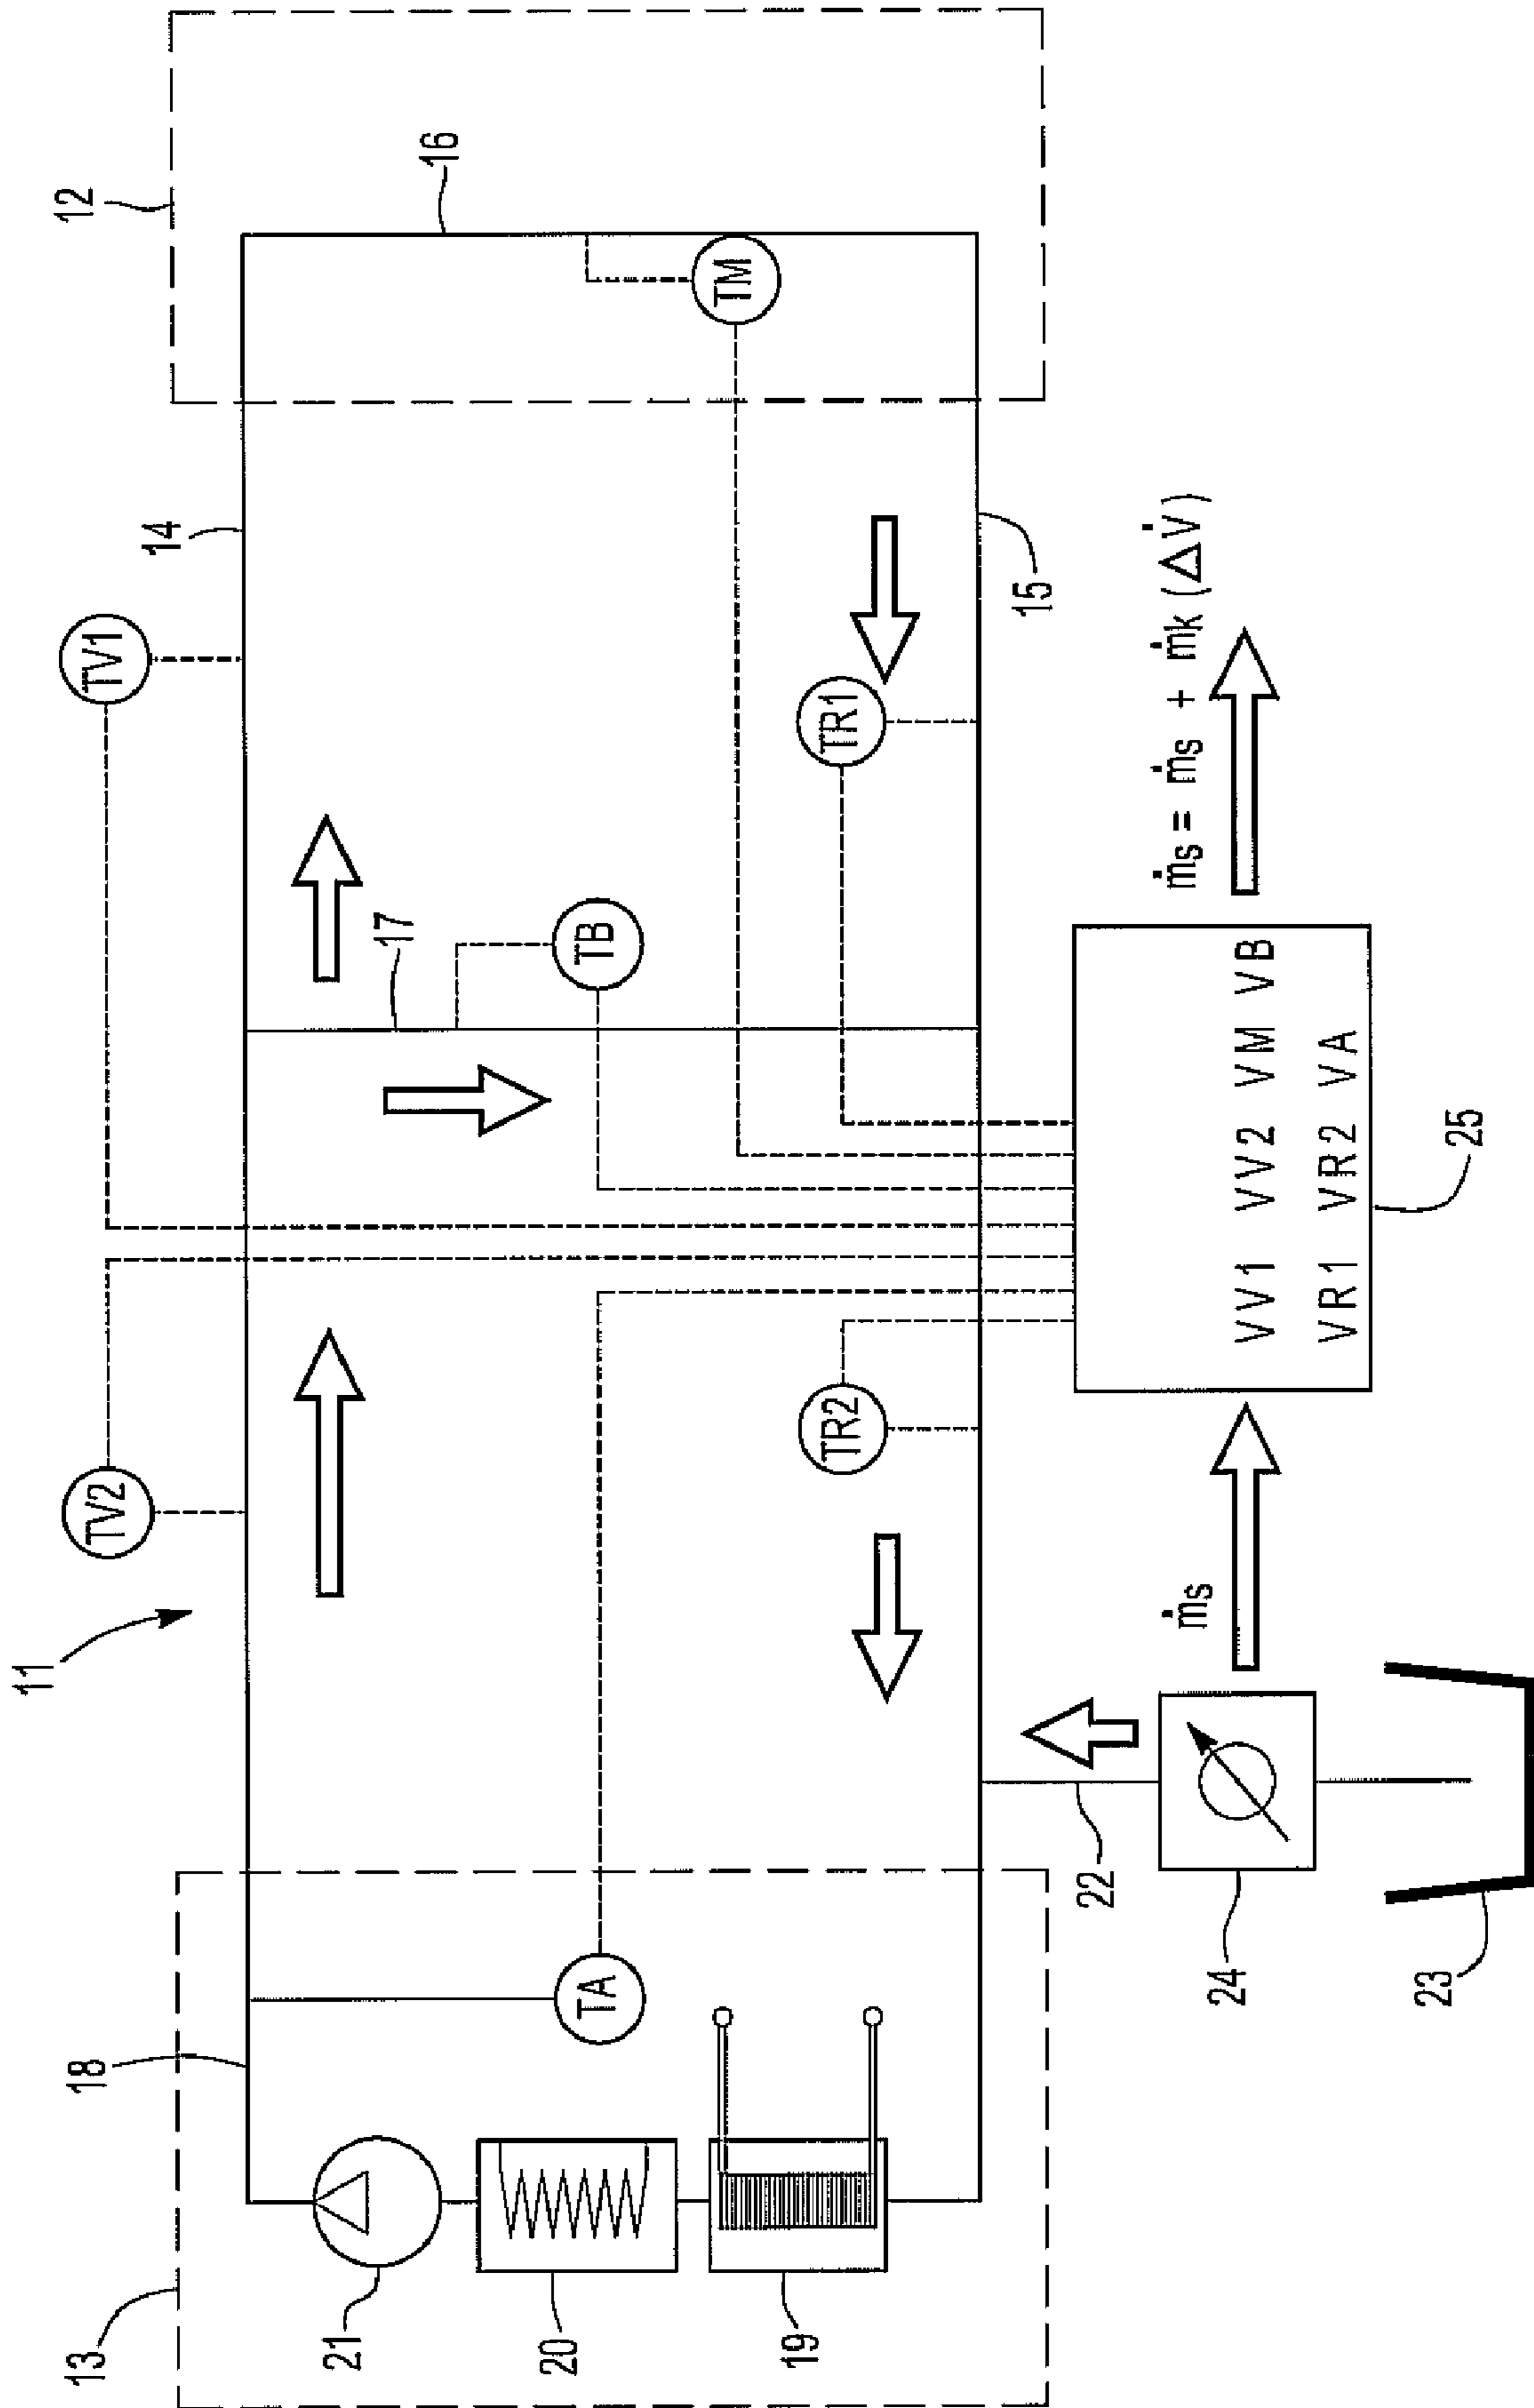 11
12
13
TV2
TV1
14
16
18
17
TB
TM
TA
21
20
19
TR2
TR1
15
22
24
23
ṁs
VV1 VV2 VM VB
VR1 VR2 VA
25
ṁs = ṁs + ṁk (ΔV̇)